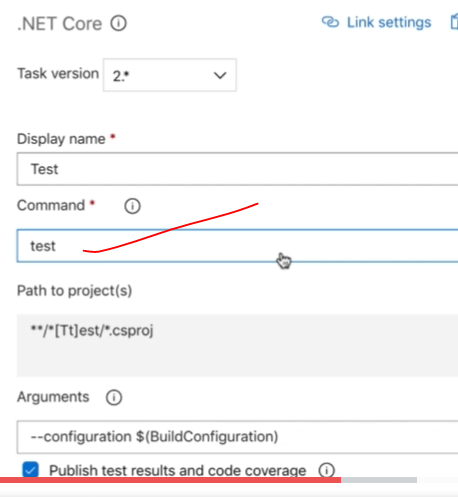 .NET Core
Link settings
Task version 2.*
Display name *
Test
Command *
test
Path to project(s)
**/*[Tt]est/*.csproj
Arguments
--configuration $(BuildConfiguration)
Publish test results and code coverage